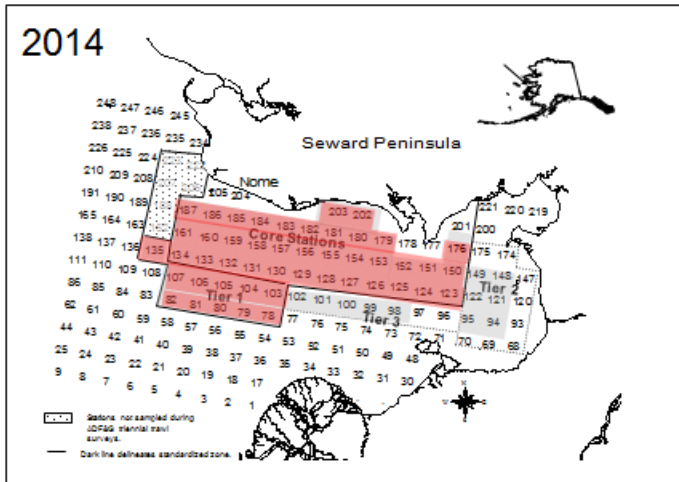 2014
248 247 246 245
238 237 236 235 234
226 225 224
210 209 208
191 190 189
165 164 163
138 137 136 135
111 110 109 108
86 85 84 83
62 61 60 59 58 57 56 55 54 53 52 51 50 49 48
44 43 42 41 40 39 38 37 36 35 34 33 32 31 30
25 24 23 22 21 20 19 18 17
9 8 7 6 5 4 3 2 1
Seward Peninsula
Nome
205 204
203 202
201 200
221 220 219
187 186 185 184 183 182 181 180 179 178 177 176 175 174
Core Stations
161 160 159 158 157 156 155 154 153 152 151 150 149 148 147
134 133 132 131 130 129 128 127 126 125 124 123 122 121 120
Tier 2
107 106 105 104 103 102 101 100 99 98 97 96 95 94 93
Tier 1
Tier 3
82 81 80 79 78 77 76 75 74 73 72 71 70 69 68
Stations not sampled during
ADF&G triennial trawl
surveys.
Dark line delineates standardized zone.